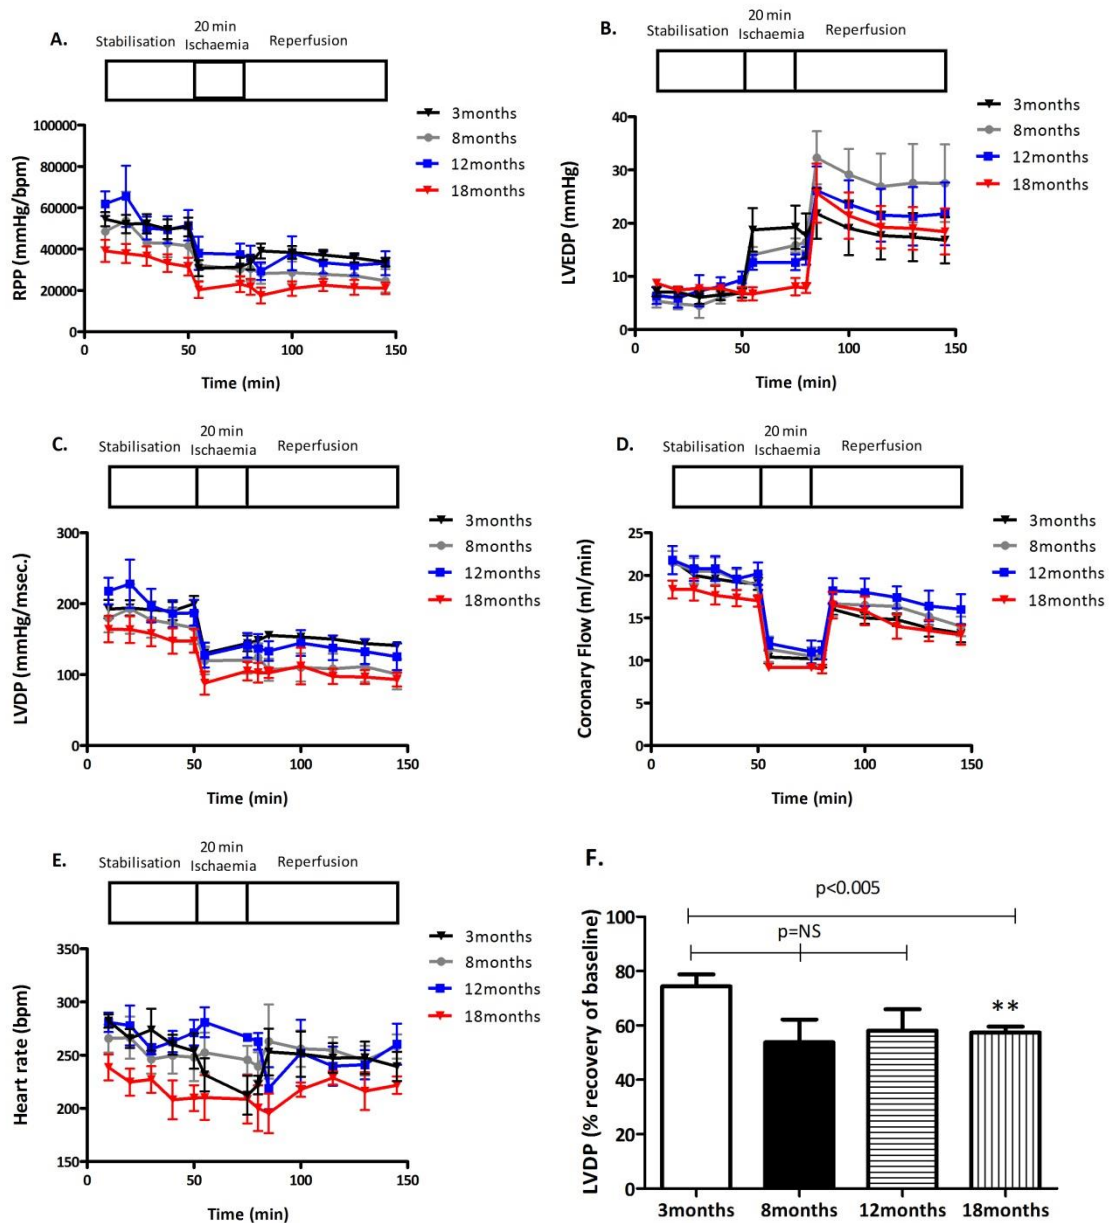 A.
20 min
Stabilisation Ischaemia Reperfusion
3months
8months
12months
18months
100000
80000
60000
40000
20000
0
RPP (mmHg/bpm)
0 50 100 150
Time (min)
B.
20 min
Stabilisation Ischaemia Reperfusion
3months
8months
12months
18months
40
30
20
10
0
LVEDP (mmHg)
0 50 100 150
Time (min)
C.
20 min
Stabilisation Ischaemia Reperfusion
3months
8months
12months
18months
300
200
100
0
LVDP (mmHg/msec.)
0 50 100 150
Time (min)
D.
20 min
Stabilisation Ischaemia Reperfusion
3months
8months
12months
18months
25
20
15
10
5
0
Coronary Flow (ml/min)
0 50 100 150
Time (min)
E.
20 min
Stabilisation Ischaemia Reperfusion
3months
8months
12months
18months
350
300
250
200
150
Heart rate (bpm)
0 50 100 150
Time (min)
F.
p<0.005
p=NS
**
100
80
60
40
20
0
LVDP (% recovery of baseline)
3months 8months 12months 18months